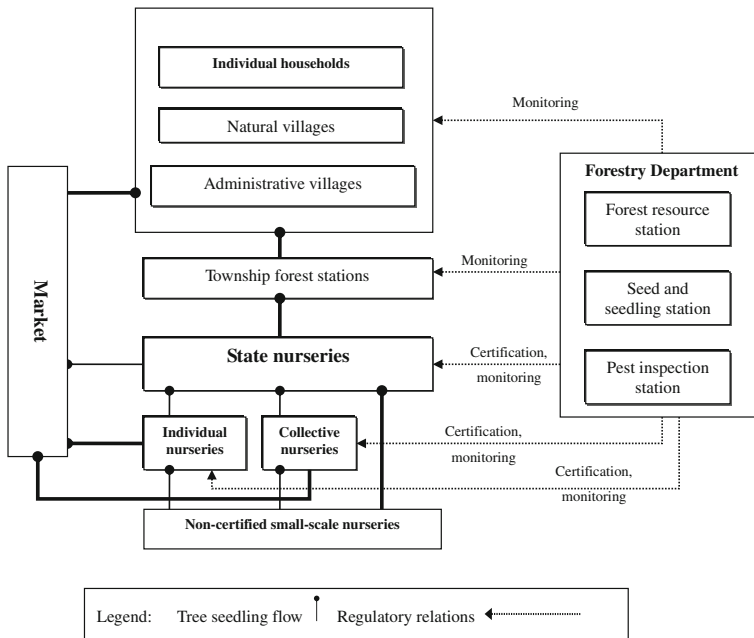 Individual households
Natural villages
Administrative villages
Monitoring
Forestry Department
Forest resource
station
Seed and
seedling station
Pest inspection
station
Market
Township forest stations
Monitoring
State nurseries
Certification,
monitoring
Individual
nurseries
Collective
nurseries
Certification,
monitoring
Certification,
monitoring
Non-certified small-scale nurseries
Legend: Tree seedling flow Regulatory relations